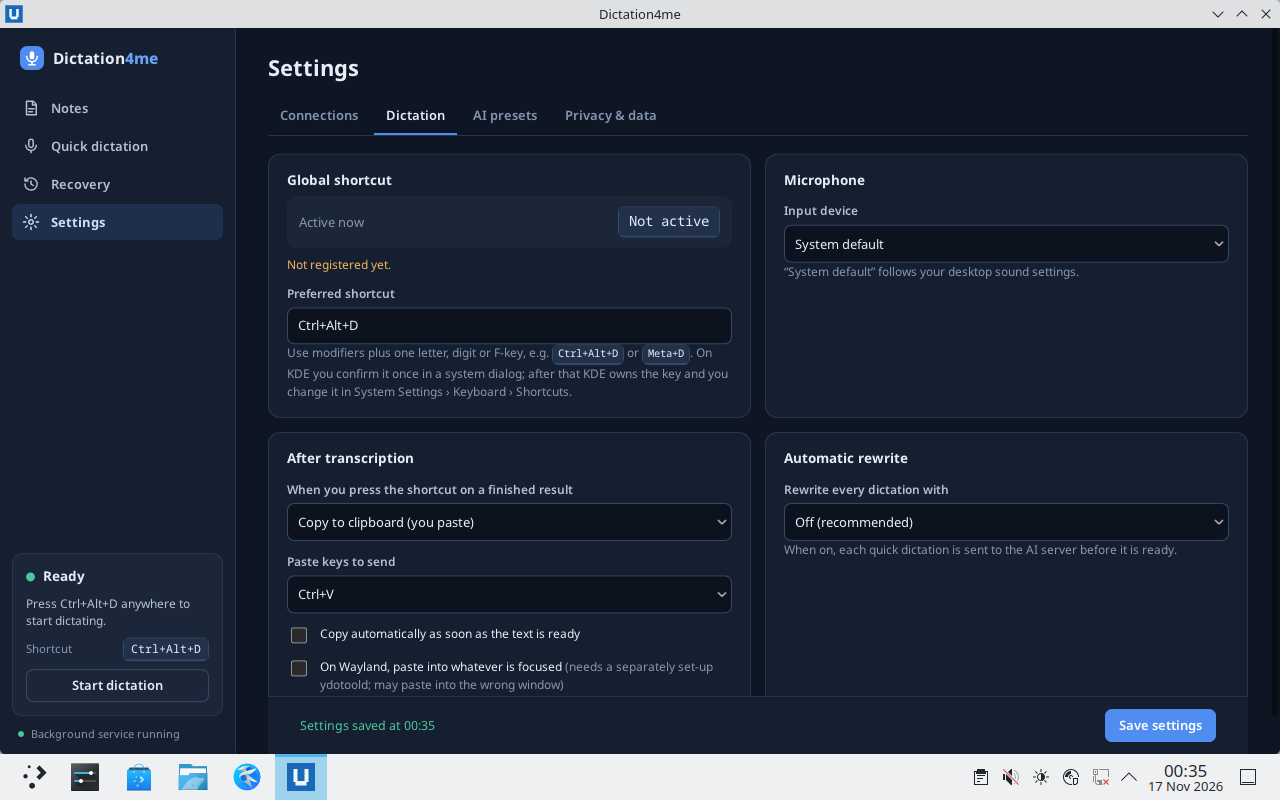 Dictation4me
Dictation4me
Notes
Quick dictation
Recovery
Settings
Ready
Press Ctrl+Alt+D anywhere to
start dictating.
Shortcut Ctrl+Alt+D
Start dictation
Background service running
Settings
Connections Dictation AI presets Privacy & data
Global shortcut
Active now Not active
Not registered yet.
Preferred shortcut
Ctrl+Alt+D
Use modifiers plus one letter, digit or F-key, e.g. Ctrl+Alt+D or Meta+D. On
KDE you confirm it once in a system dialog; after that KDE owns the key and you
change it in System Settings › Keyboard › Shortcuts.
Microphone
Input device
System default
“System default” follows your desktop sound settings.
After transcription
When you press the shortcut on a finished result
Copy to clipboard (you paste)
Paste keys to send
Ctrl+V
Copy automatically as soon as the text is ready
On Wayland, paste into whatever is focused (needs a separately set-up
ydotoold; may paste into the wrong window)
Automatic rewrite
Rewrite every dictation with
Off (recommended)
When on, each quick dictation is sent to the AI server before it is ready.
Settings saved at 00:35
Save settings
00:35
17 Nov 2026